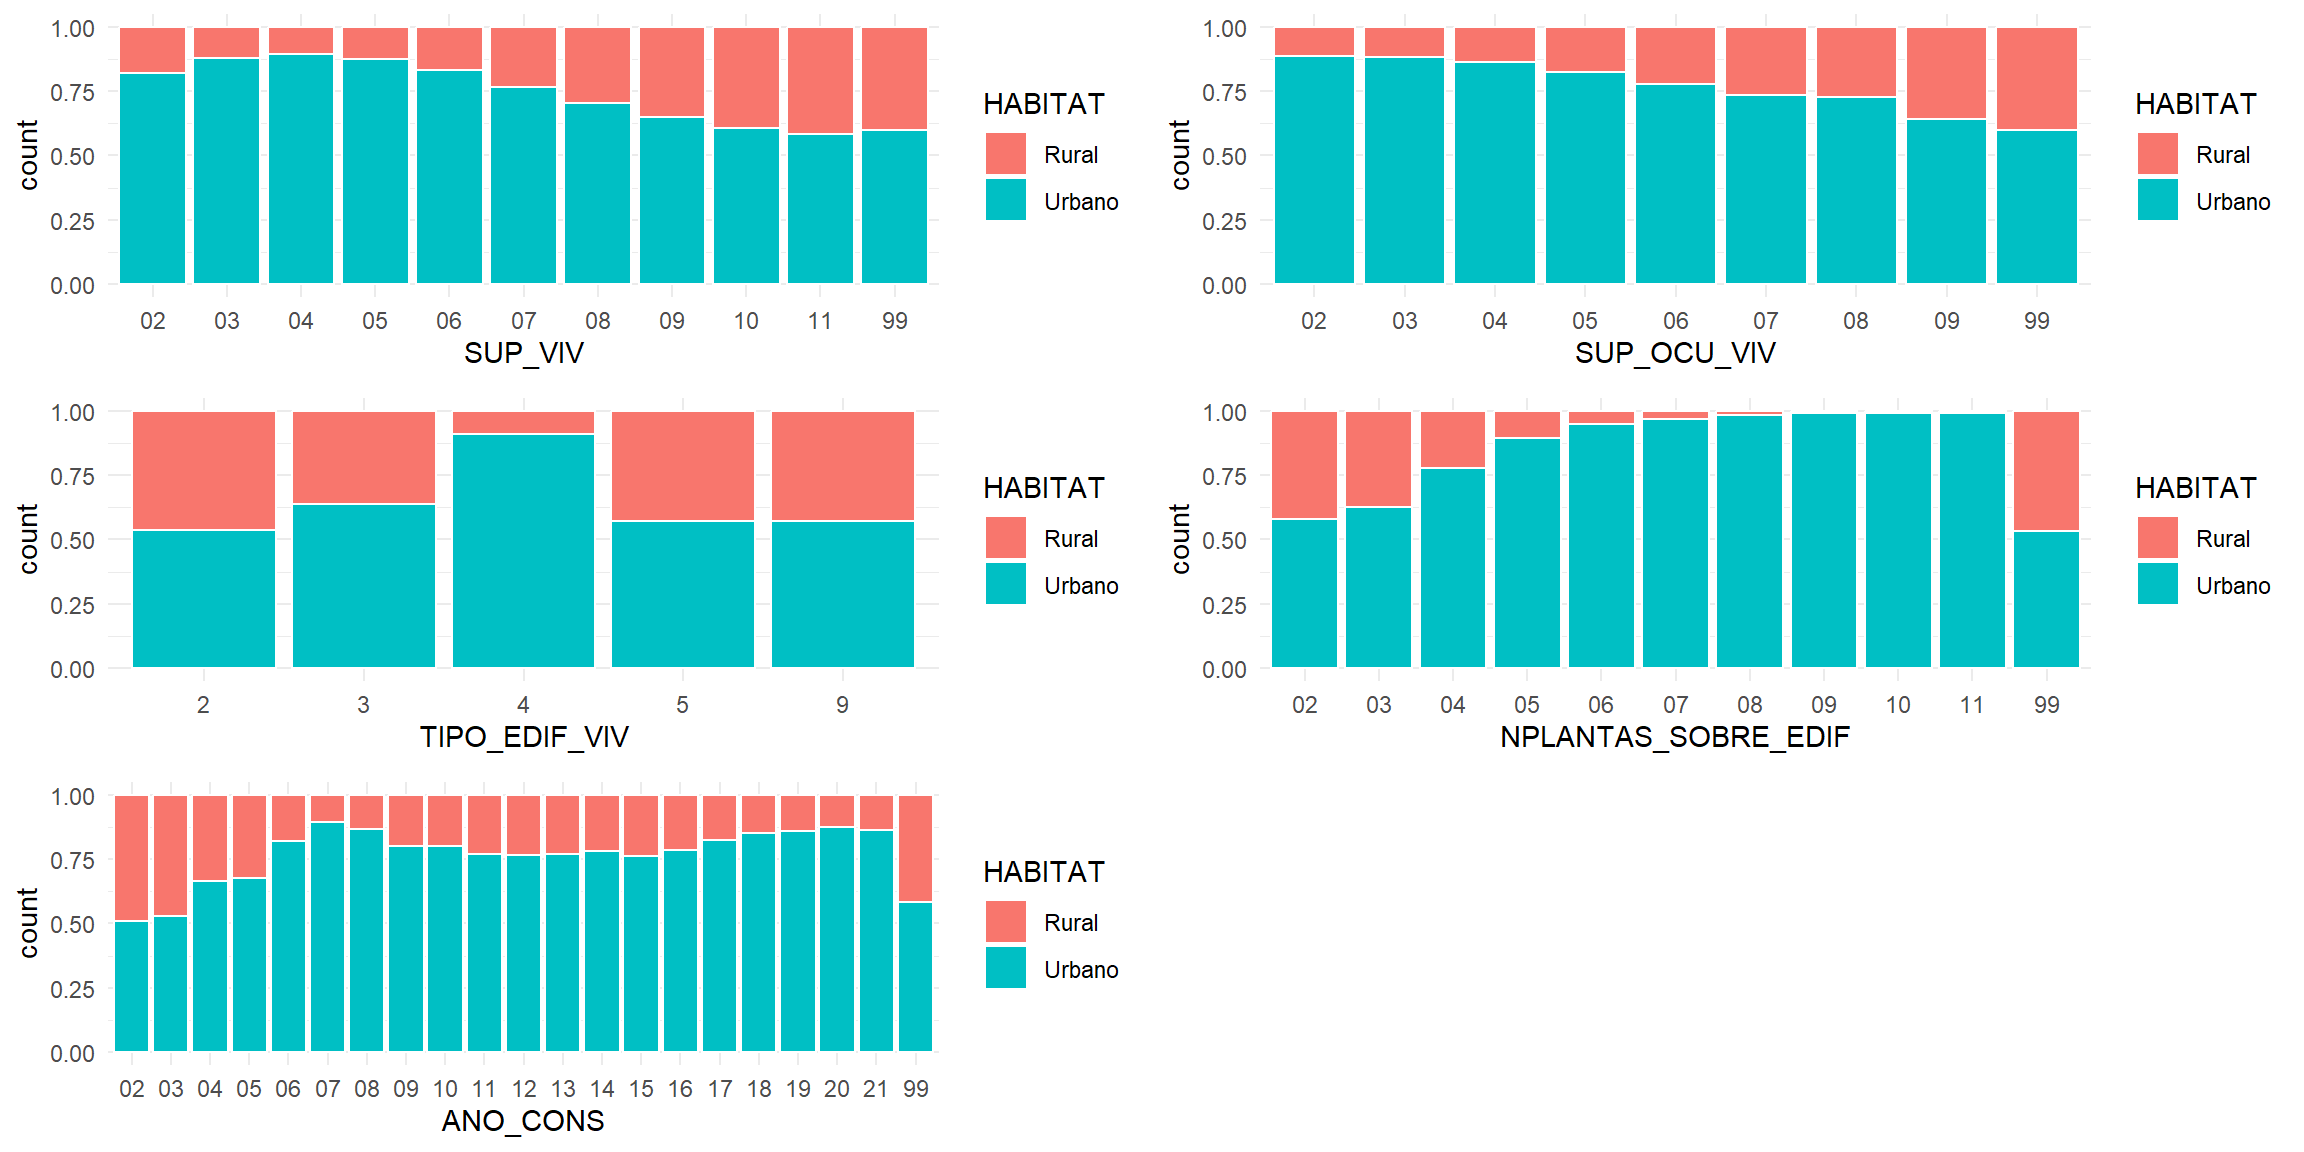 1.00
0.75
0.50
0.25
0.00
count
02 03 04 05 06 07 08 09 10 11 99
SUP_VIV
HABITAT
Rural
Urbano
1.00
0.75
0.50
0.25
0.00
count
02 03 04 05 06 07 08 09 99
SUP_OCU_VIV
HABITAT
Rural
Urbano
1.00
0.75
0.50
0.25
0.00
count
2 3 4 5 9
TIPO_EDIF_VIV
HABITAT
Rural
Urbano
1.00
0.75
0.50
0.25
0.00
count
02 03 04 05 06 07 08 09 10 11 99
NPLANTAS_SOBRE_EDIF
HABITAT
Rural
Urbano
1.00
0.75
0.50
0.25
0.00
count
02 03 04 05 06 07 08 09 10 11 12 13 14 15 16 17 18 19 20 21 99
ANO_CONS
HABITAT
Rural
Urbano